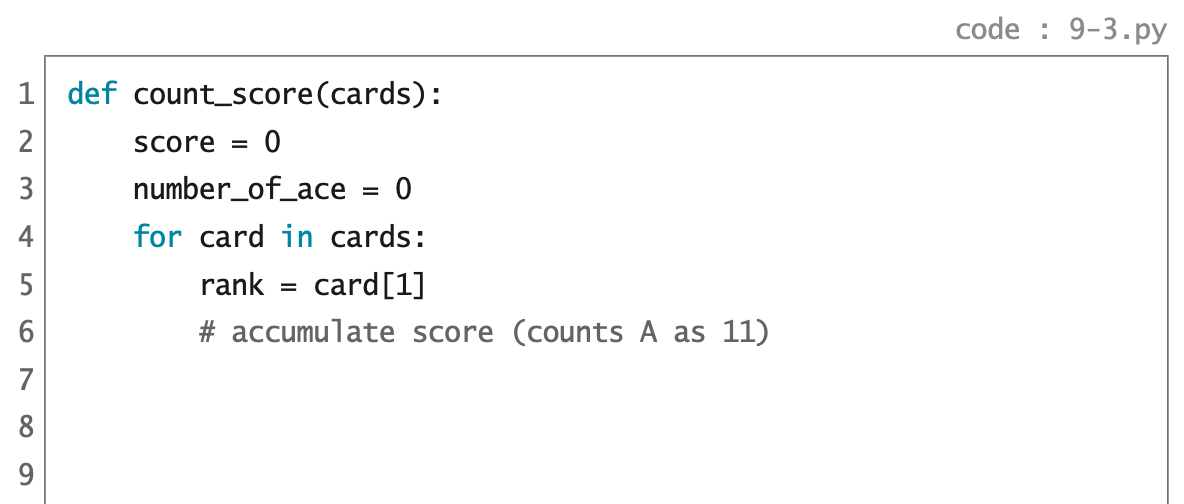 code : 9-3.py
1 def count_score(cards):
2     score = 0
3     number_of_ace = 0
4     for card in cards:
5         rank = card[1]
6         # accumulate score (counts A as 11)
7
8
9